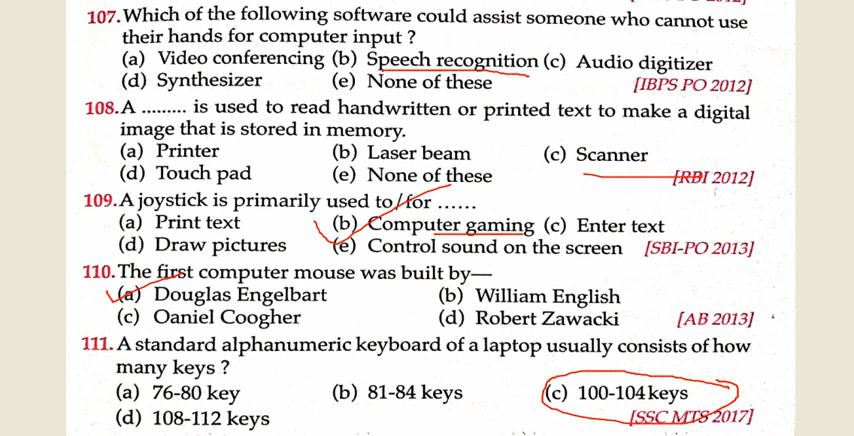 107. Which of the following software could assist someone who cannot use
their hands for computer input ?
(a) Video conferencing (b) Speech recognition (c) Audio digitizer
(d) Synthesizer (e) None of these [IBPS PO 2012]
108. A ......... is used to read handwritten or printed text to make a digital
image that is stored in memory.
(a) Printer (b) Laser beam (c) Scanner
(d) Touch pad (e) None of these [RBI 2012]
109. A joystick is primarily used to/for ......
(a) Print text (b) Computer gaming (c) Enter text
(d) Draw pictures (e) Control sound on the screen [SBI-PO 2013]
110. The first computer mouse was built by—
(a) Douglas Engelbart (b) William English
(c) Oaniel Coogher (d) Robert Zawacki [AB 2013]
111. A standard alphanumeric keyboard of a laptop usually consists of how
many keys ?
(a) 76-80 key (b) 81-84 keys (c) 100-104 keys
(d) 108-112 keys [SSC MTS 2017]